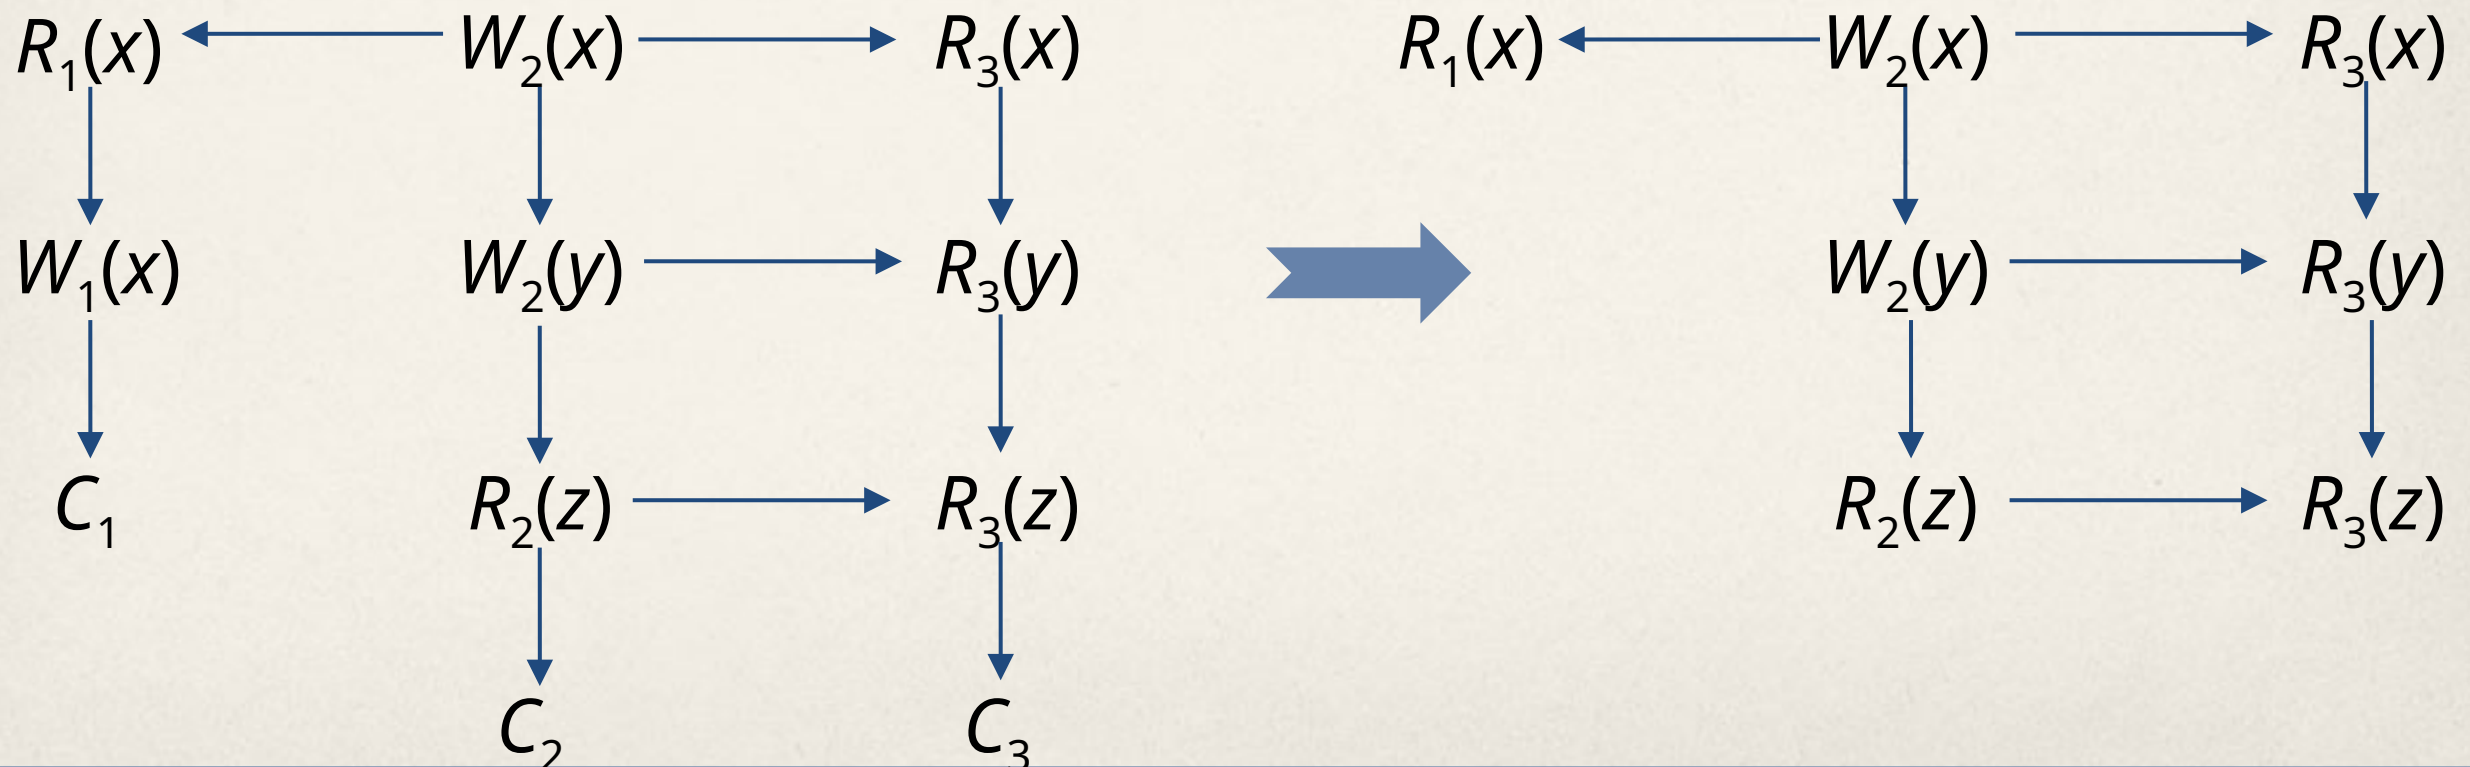 R₁(x) W₂(x) R₃(x) R₁(x) W₂(x) R₃(x)
W₁(x) W₂(y) R₃(y) W₂(y) R₃(y)
C₁ R₂(z) R₃(z) R₂(z) R₃(z)
C₂ C₃